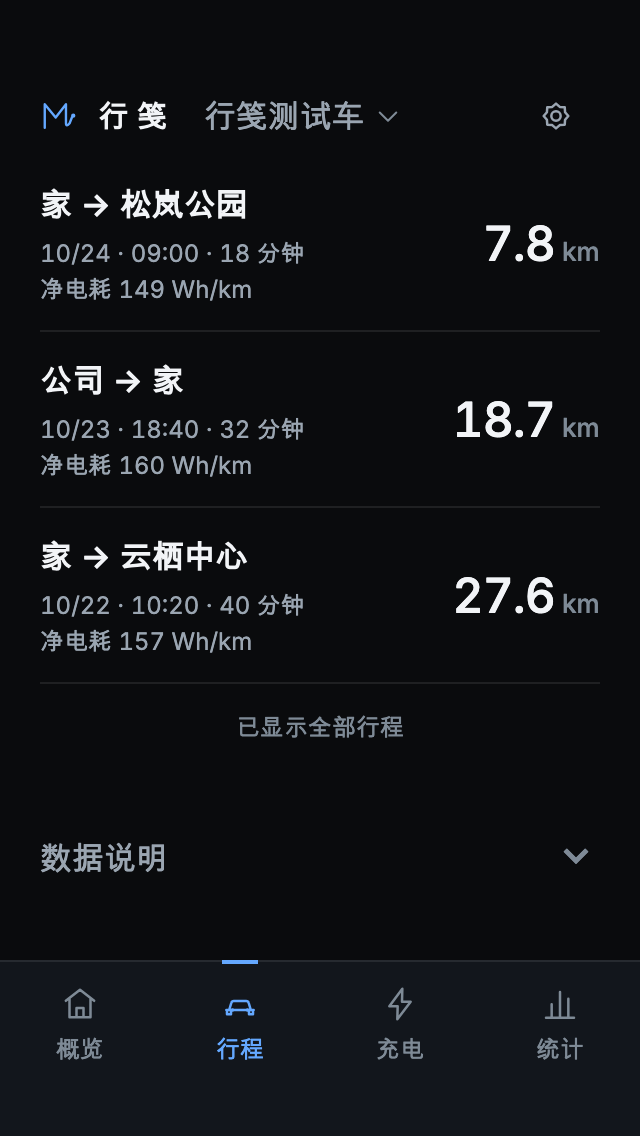 行笺 行笺测试车
家 → 松岚公园
10/24 · 09:00 · 18 分钟
净电耗 149 Wh/km
7.8 km
公司 → 家
10/23 · 18:40 · 32 分钟
净电耗 160 Wh/km
18.7 km
家 → 云栖中心
10/22 · 10:20 · 40 分钟
净电耗 157 Wh/km
27.6 km
已显示全部行程
数据说明
概览 行程 充电 统计